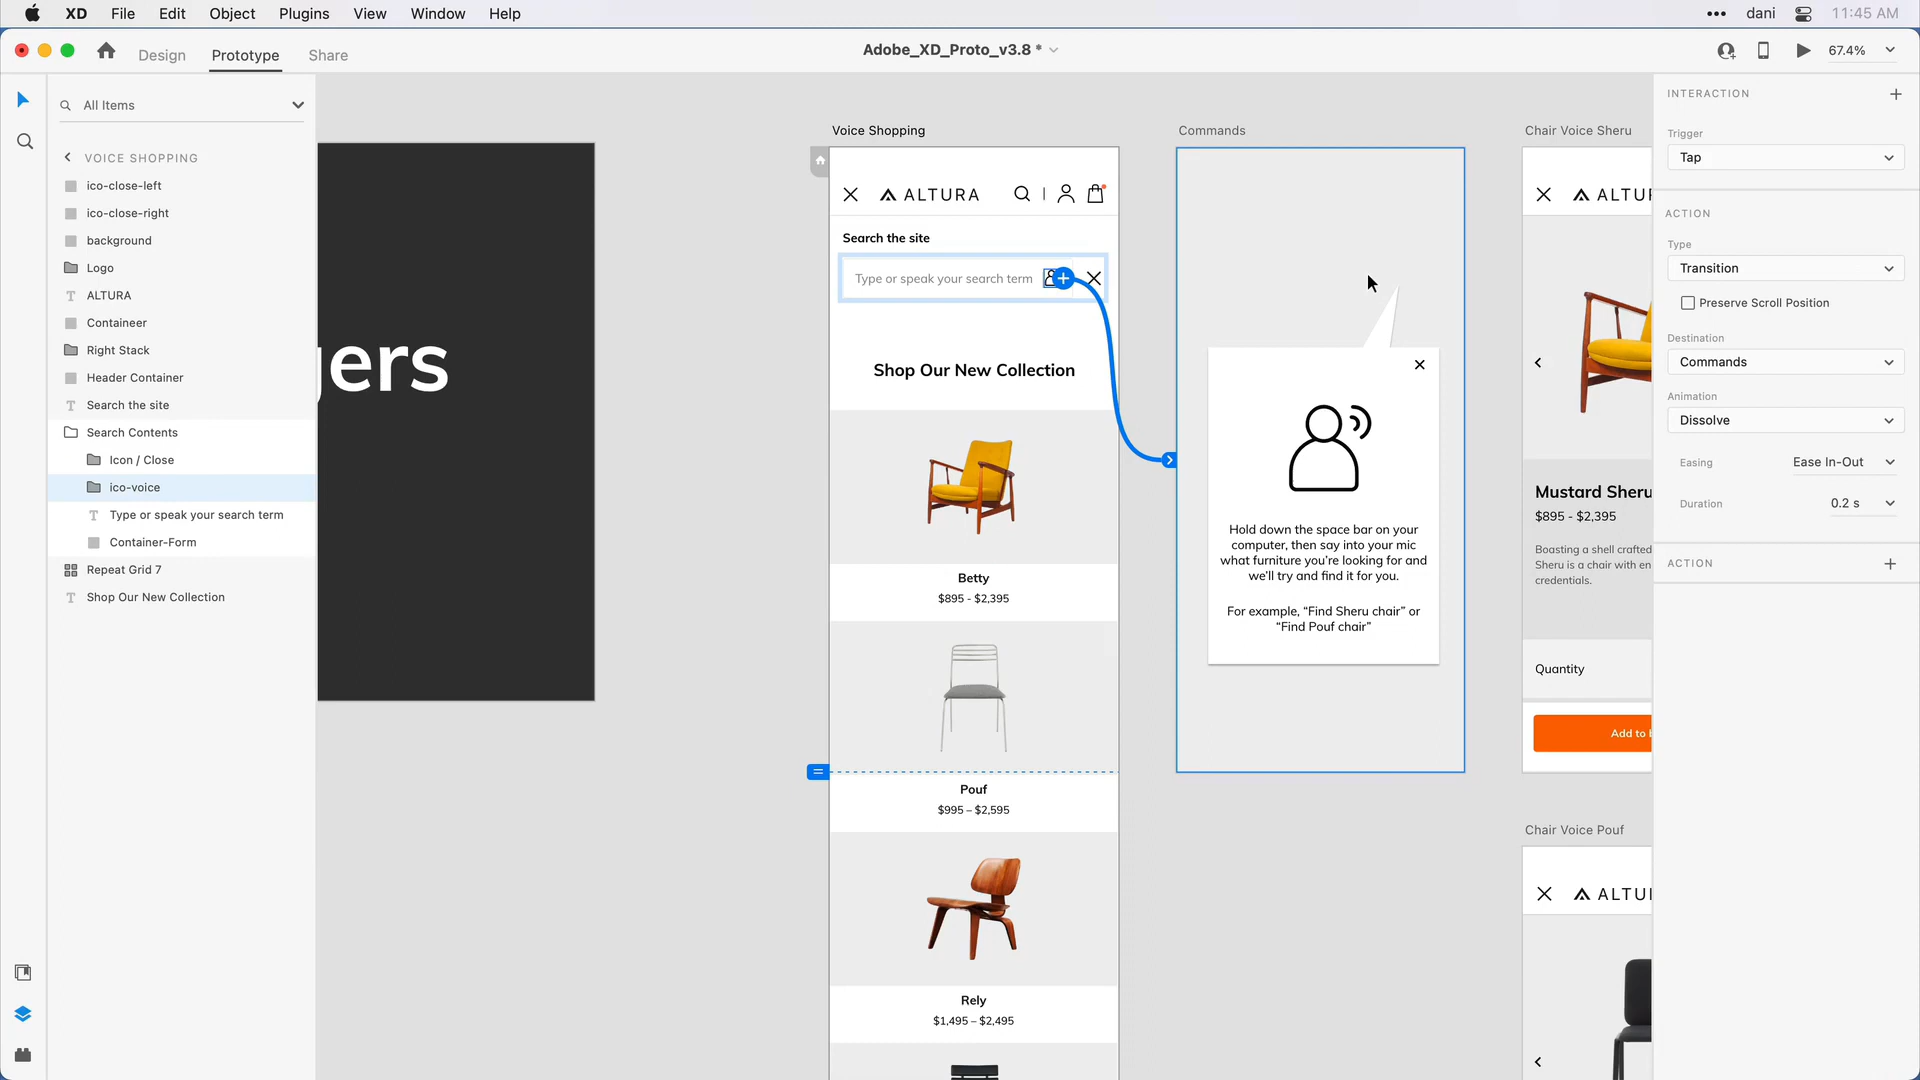 XD File Edit Object Plugins View Window Help
dani 11:45 AM
Design Prototype Share
Adobe_XD_Proto_v3.8 *
67.4%
All Items
VOICE SHOPPING
ico-close-left
ico-close-right
background
Logo
ALTURA
Containeer
Right Stack
Header Container
Search the site
Search Contents
Icon / Close
ico-voice
Type or speak your search term
Container-Form
Repeat Grid 7
Shop Our New Collection
gers
Voice Shopping
ALTURA
Search the site
Type or speak your search term
Shop Our New Collection
Betty
$895 - $2,395
Pouf
$995 – $2,595
Rely
$1,495 – $2,495
Commands
Hold down the space bar on your
computer, then say into your mic
what furniture you're looking for and
we'll try and find it for you.
For example, “Find Sheru chair” or
“Find Pouf chair”
Chair Voice Sheru
ALTUR
Mustard Sheru
$895 - $2,395
Boasting a shell crafted
Sheru is a chair with en
credentials.
Quantity
Add to
Chair Voice Pouf
ALTUR
INTERACTION
Trigger
Tap
ACTION
Type
Transition
Preserve Scroll Position
Destination
Commands
Animation
Dissolve
Easing Ease In-Out
Duration 0.2 s
ACTION